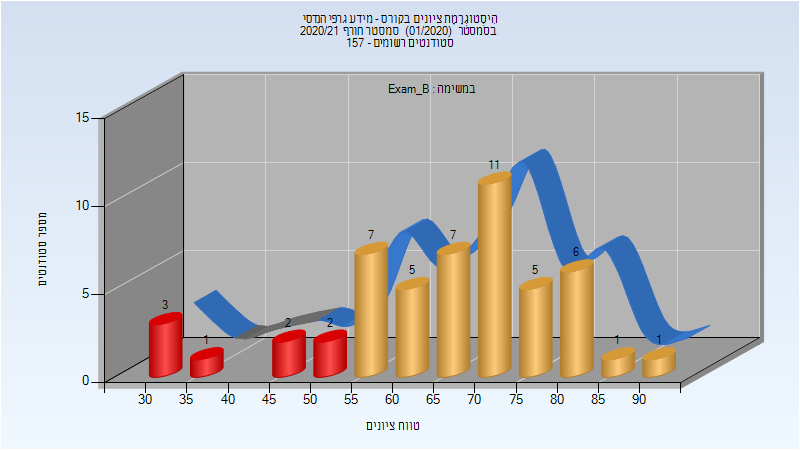 היסטוגרמת ציונים בקורס - מידע גרפי הנדסי
בסמסטר (01/2020) סמסטר חורף 2020/21
סטודנטים רשומים - 157
במשימה : Exam_B
מספר סטודנטים
15
10
5
0
3
1
2
2
7
5
7
11
5
6
1
1
30 35 40 45 50 55 60 65 70 75 80 85 90
טווח ציונים